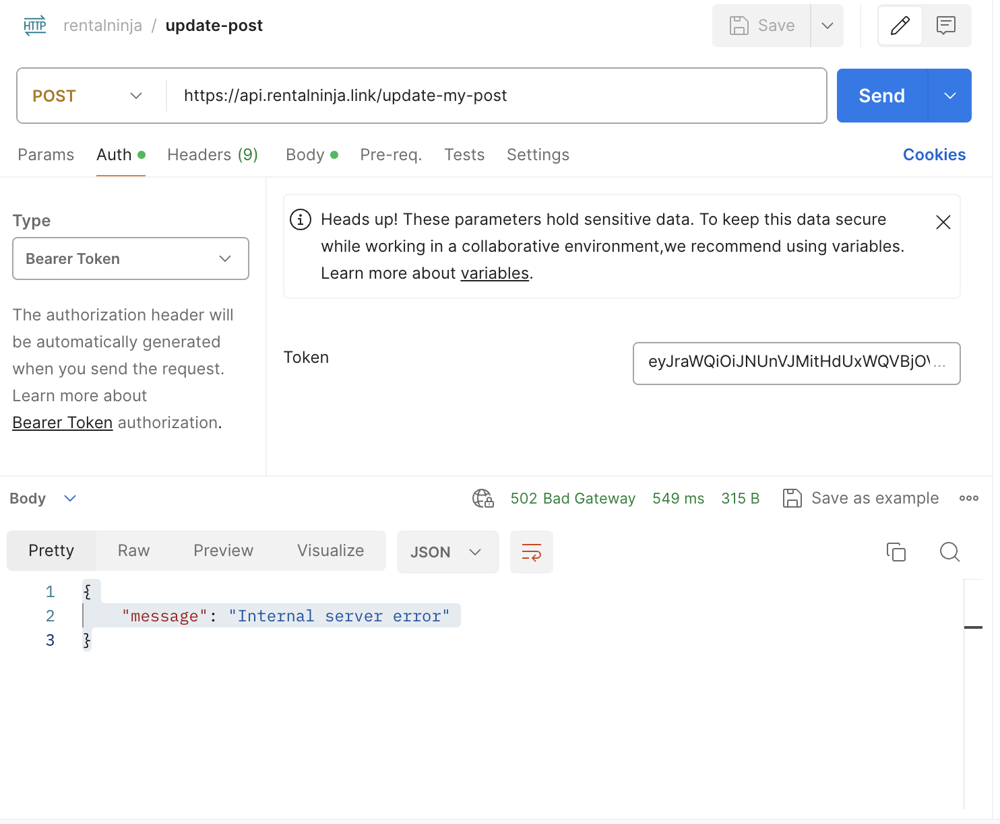 HTTP rentalninja / update-post
Save
POST https://api.rentalninja.link/update-my-post Send
Params Auth Headers (9) Body Pre-req. Tests Settings Cookies
Type
Bearer Token
The authorization header will
be automatically generated
when you send the request.
Learn more about
Bearer Token authorization.
Heads up! These parameters hold sensitive data. To keep this data secure
while working in a collaborative environment,we recommend using variables.
Learn more about variables.
Token eyJraWQiOiJNUnVJMitHdUxWQVBjOV...
Body 502 Bad Gateway 549 ms 315 B Save as example
Pretty Raw Preview Visualize JSON
1 {
2 "message": "Internal server error"
3 }